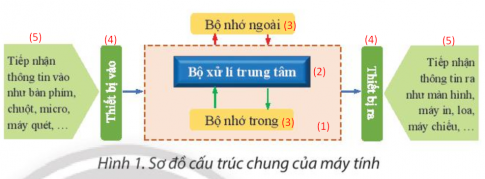 Bộ nhớ ngoài (3)
(5)
(4)
(4)
(5)
Tiếp nhận
thông tin vào
như bàn phím,
chuột, micro,
máy quét, ...
Thiết bị vào
Bộ xử lí trung tâm (2)
Bộ nhớ trong (3)
(1)
Thiết bị ra
Tiếp nhận
thông tin ra
như màn hình,
máy in, loa,
máy chiếu, ...
Hình 1. Sơ đồ cấu trúc chung của máy tính